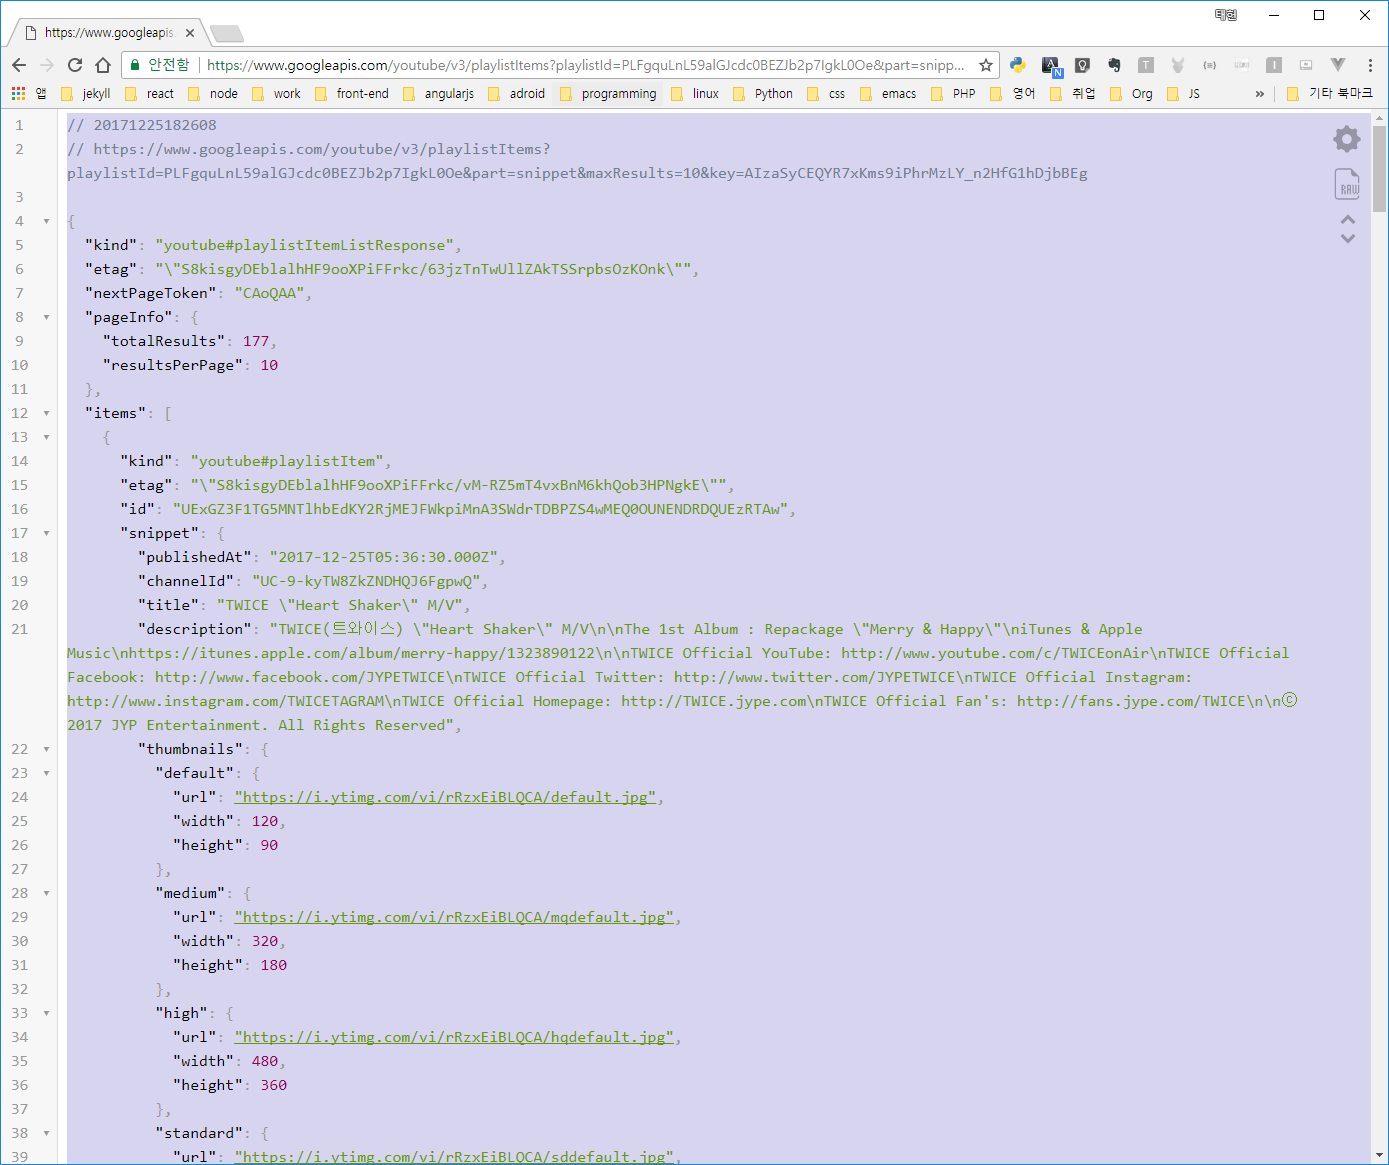 태현
https://www.googleapis.
안전함 https://www.googleapis.com/youtube/v3/playlistItems?playlistId=PLFgquLnL59alGJcdc0BEZJb2p7IgkL0Oe&part=snipp...
앱 jekyll react node work front-end angularjs adroid programming linux Python css emacs PHP 영어 취업 Org JS » 기타 북마크
1 // 20171225182608
2 // https://www.googleapis.com/youtube/v3/playlistItems?
playlistId=PLFgquLnL59alGJcdc0BEZJb2p7IgkL0Oe&part=snippet&maxResults=10&key=AIzaSyCEQYR7xKms9iPhrMzLY_n2HfG1hDjbBEg
RAW
3
4 {
5 "kind": "youtube#playlistItemListResponse",
6 "etag": "\"S8kisgyDEblalhHF9ooXPiFFrkc/63jzTnTwUllZAkTSSrpbsOzKOnk\"",
7 "nextPageToken": "CAoQAA",
8 "pageInfo": {
9 "totalResults": 177,
10 "resultsPerPage": 10
11 },
12 "items": [
13 {
14 "kind": "youtube#playlistItem",
15 "etag": "\"S8kisgyDEblalhHF9ooXPiFFrkc/vM-RZ5mT4vxBnM6khQob3HPNgkE\"",
16 "id": "UExGZ3F1TG5MNTlhbEdKY2RjMEJFWkpiMnA3SWdrTDBPZS4wMEQ0OUNENDRDQUEzRTAw",
17 "snippet": {
18 "publishedAt": "2017-12-25T05:36:30.000Z",
19 "channelId": "UC-9-kyTW8ZkZNDHQJ6FgpwQ",
20 "title": "TWICE \"Heart Shaker\" M/V",
21 "description": "TWICE(트와이스) \"Heart Shaker\" M/V\n\nThe 1st Album : Repackage \"Merry & Happy\"\niTunes & Apple
Music\nhttps://itunes.apple.com/album/merry-happy/1323890122\n\nTWICE Official YouTube: http://www.youtube.com/c/TWICEonAir\nTWICE Official
Facebook: http://www.facebook.com/JYPETWICE\nTWICE Official Twitter: http://www.twitter.com/JYPETWICE\nTWICE Official Instagram:
http://www.instagram.com/TWICETAGRAM\nTWICE Official Homepage: http://TWICE.jype.com\nTWICE Official Fan's: http://fans.jype.com/TWICE\n\nⓒ
2017 JYP Entertainment. All Rights Reserved",
22 "thumbnails": {
23 "default": {
24 "url": "https://i.ytimg.com/vi/rRzxEiBLQCA/default.jpg",
25 "width": 120,
26 "height": 90
27 },
28 "medium": {
29 "url": "https://i.ytimg.com/vi/rRzxEiBLQCA/mqdefault.jpg",
30 "width": 320,
31 "height": 180
32 },
33 "high": {
34 "url": "https://i.ytimg.com/vi/rRzxEiBLQCA/hqdefault.jpg",
35 "width": 480,
36 "height": 360
37 },
38 "standard": {
39 "url": "https://i.ytimg.com/vi/rRzxEiBLQCA/sddefault.jpg",